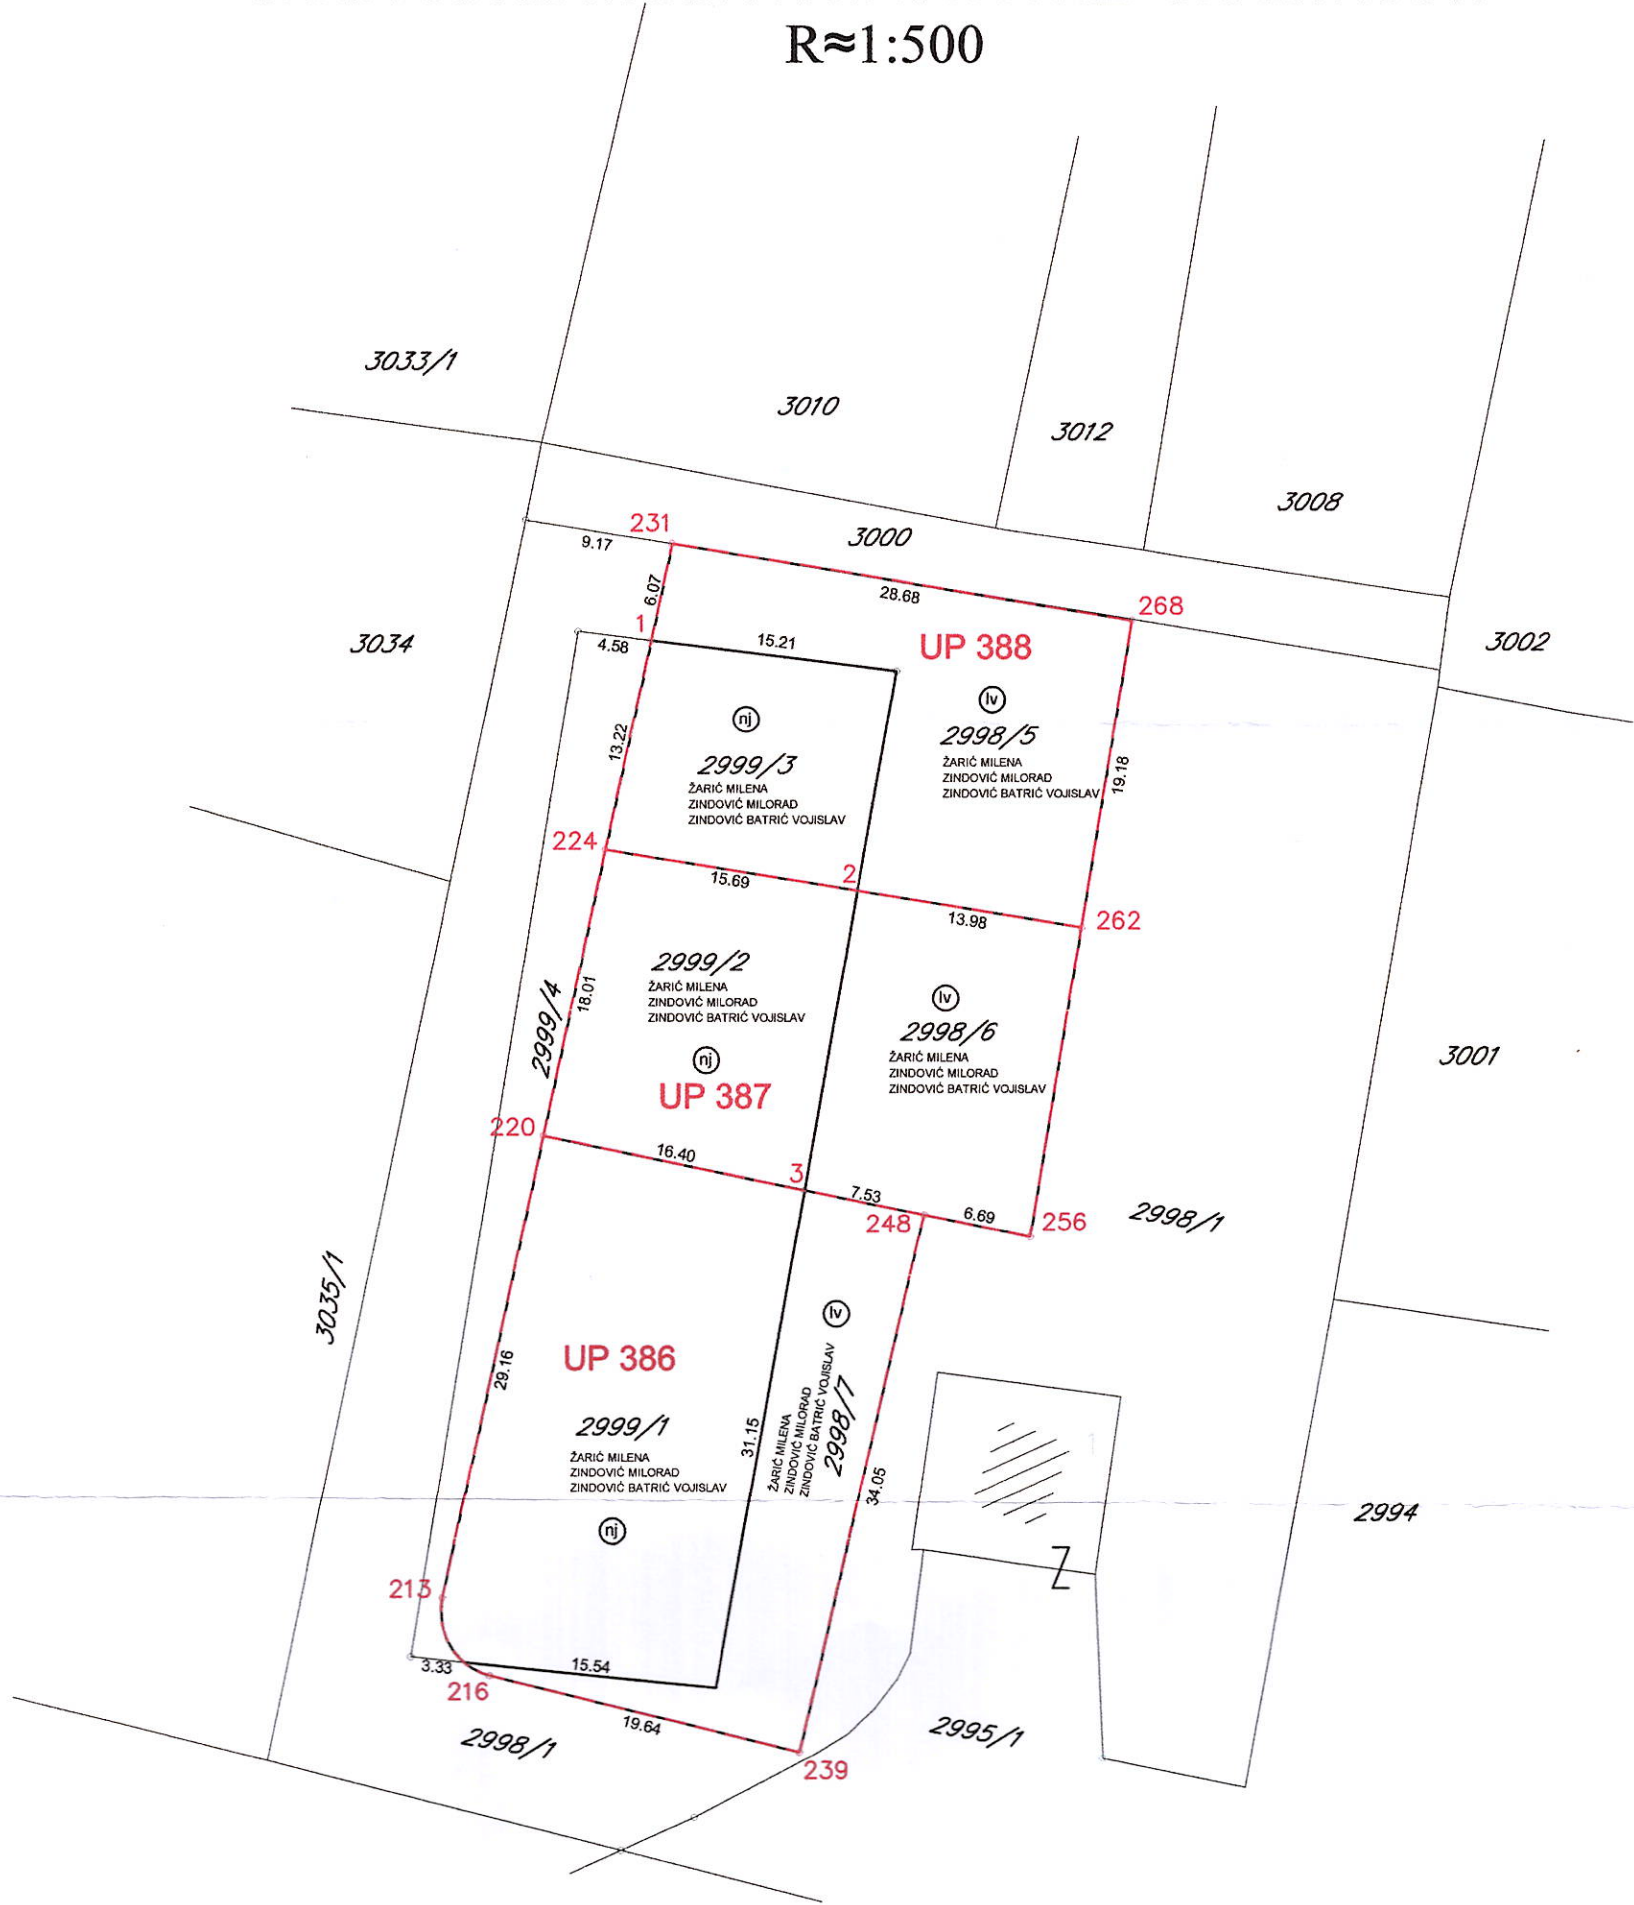 R≈1:500
3033/1
3010
3012
3008
231
3000
9.17
28.68
268
6.07
3034
1
4.58
15.21
UP 388
3002
nj
lv
2998/5
ŽARIĆ MILENA
ZINDOVIĆ MILORAD
ZINDOVIĆ BATRIĆ VOJISLAV
13.22
2999/3
ŽARIĆ MILENA
ZINDOVIĆ MILORAD
ZINDOVIĆ BATRIĆ VOJISLAV
19.18
224
2
15.69
13.98
262
2999/2
ŽARIĆ MILENA
ZINDOVIĆ MILORAD
ZINDOVIĆ BATRIĆ VOJISLAV
nj
UP 387
18.01
2999/4
lv
2998/6
ŽARIĆ MILENA
ZINDOVIĆ MILORAD
ZINDOVIĆ BATRIĆ VOJISLAV
3001
220
16.40
3
7.53
248
6.69
256
2998/1
3035/1
UP 386
29.16
2999/1
ŽARIĆ MILENA
ZINDOVIĆ MILORAD
ZINDOVIĆ BATRIĆ VOJISLAV
nj
31.15
lv
ŽARIĆ MILENA
ZINDOVIĆ MILORAD
ZINDOVIĆ BATRIĆ VOJISLAV
2998/7
34.05
2994
Z
213
3.33
15.54
216
19.64
2998/1
2995/1
239